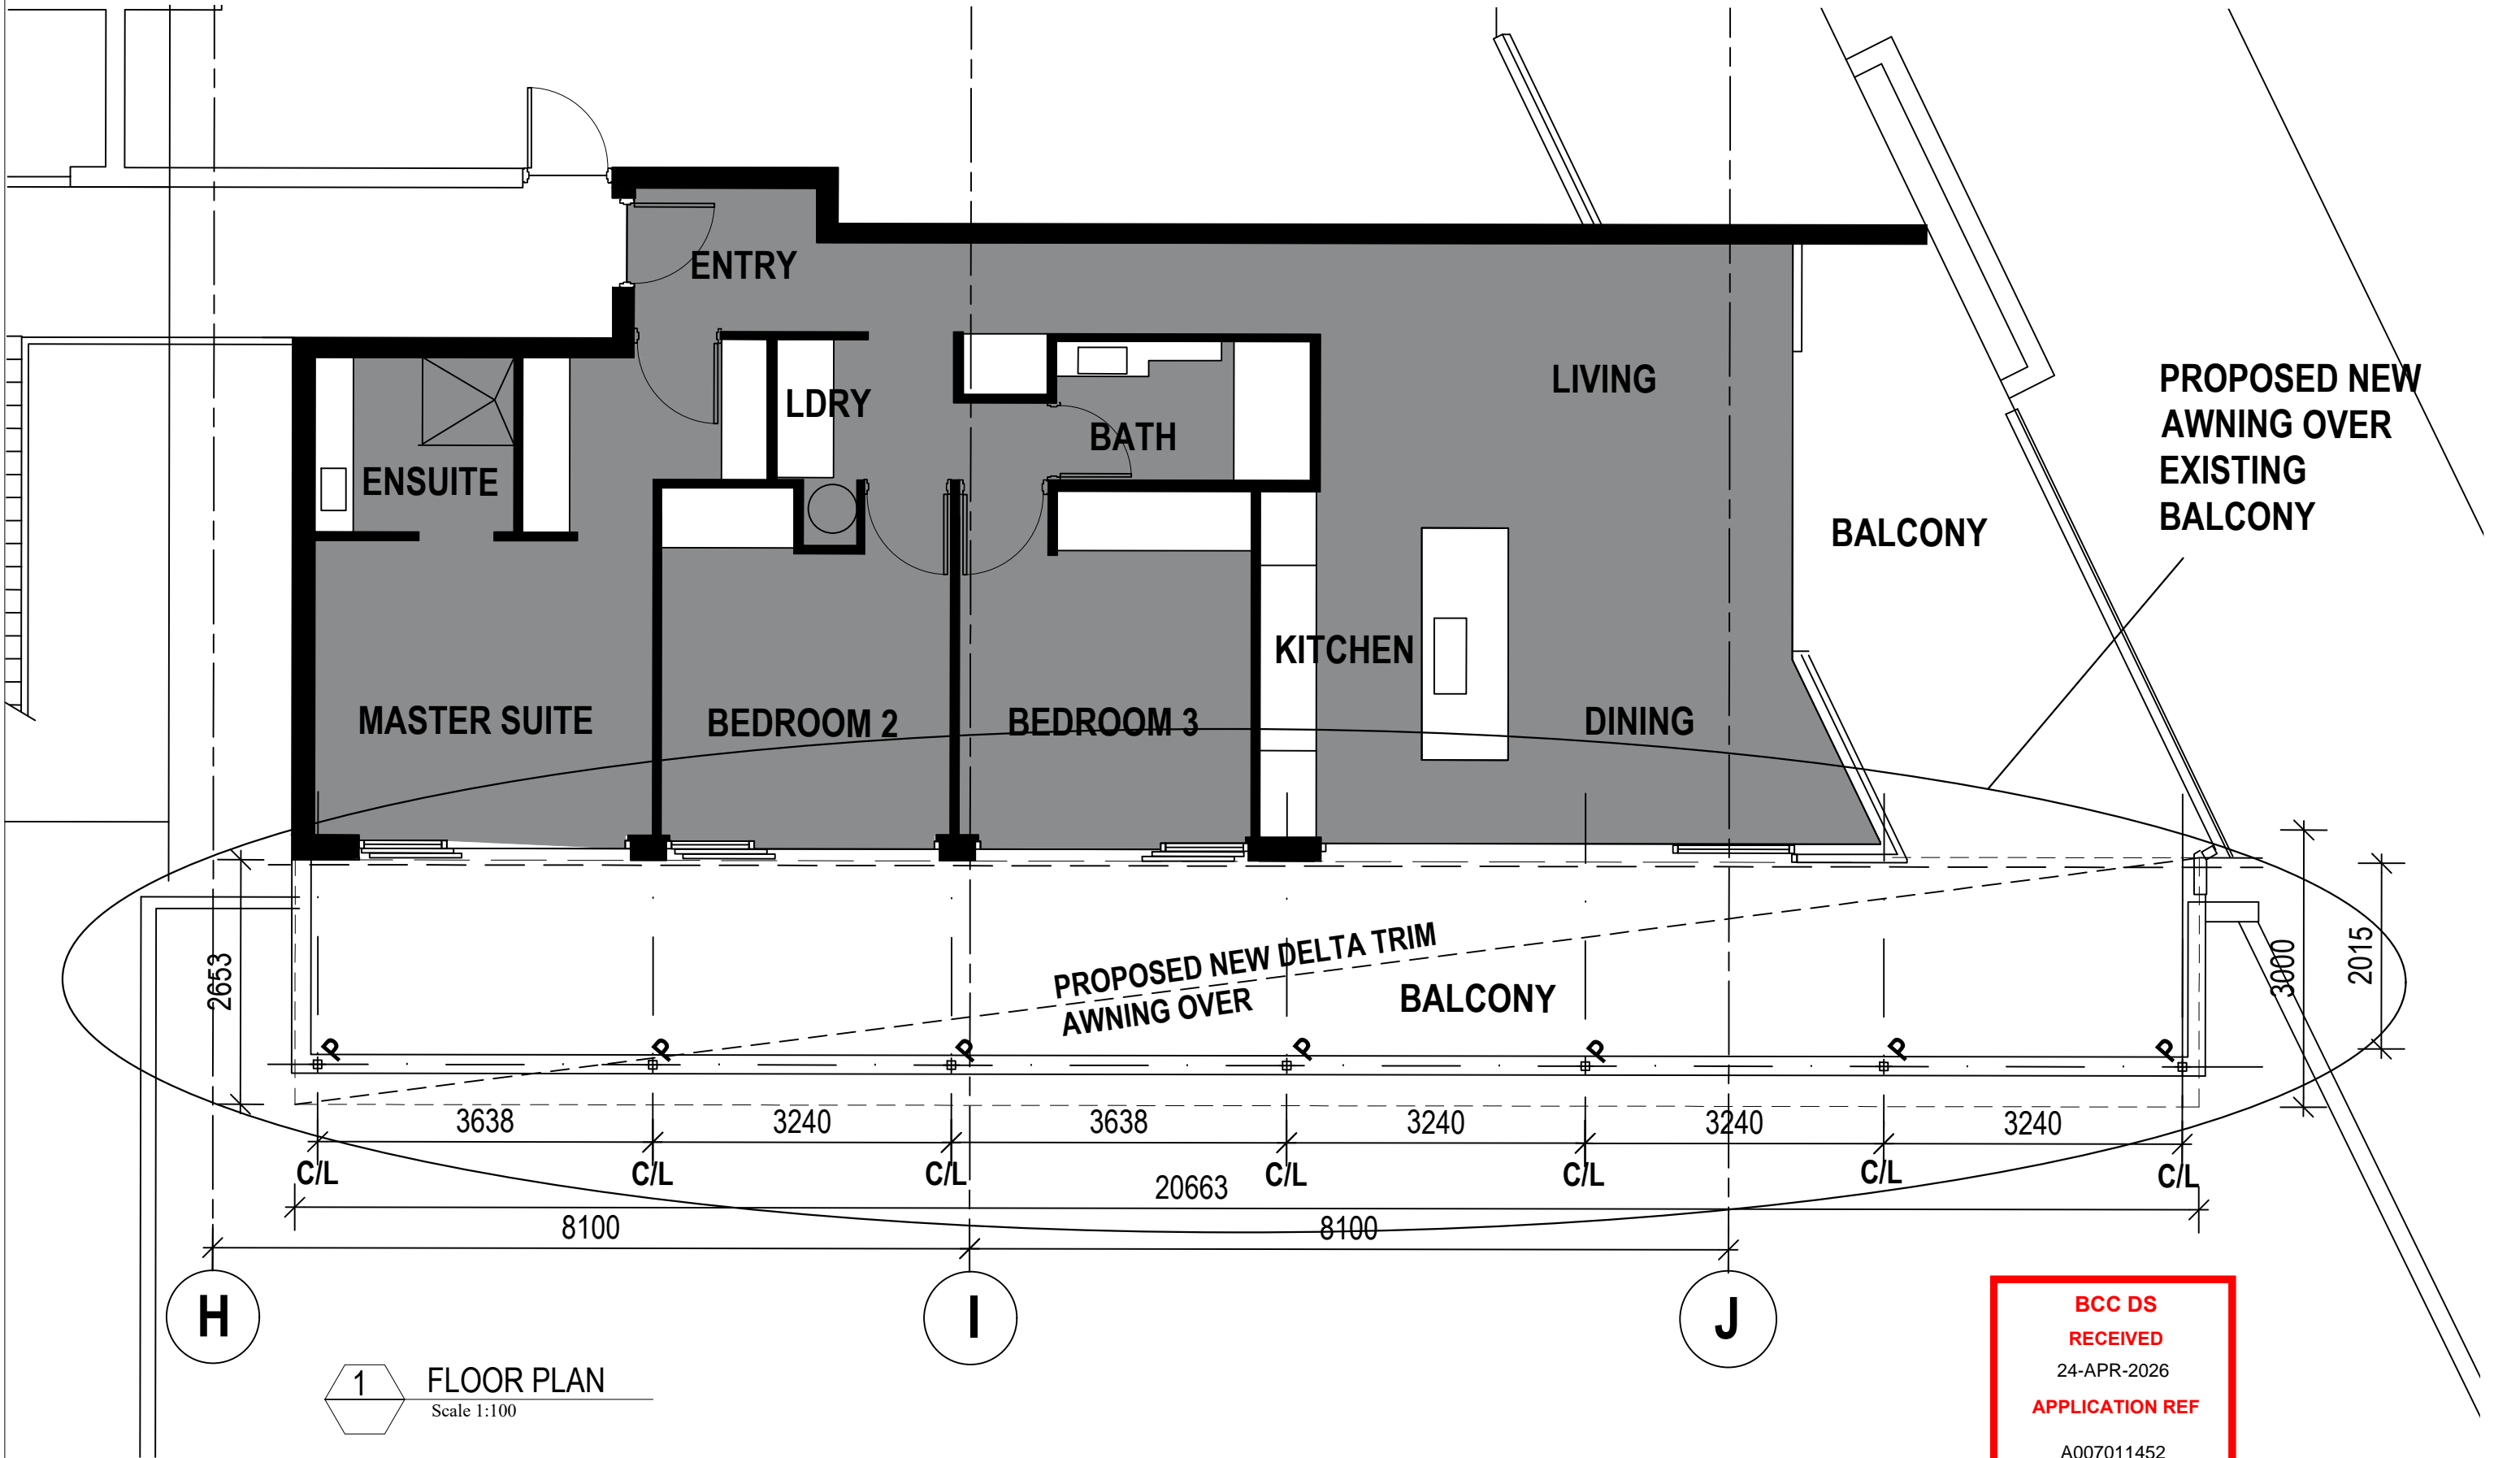 ENTRY
LDRY
BATH
LIVING
ENSUITE
PROPOSED NEW
AWNING OVER
EXISTING
BALCONY
BALCONY
KITCHEN
MASTER SUITE
BEDROOM 2
BEDROOM 3
DINING
2653
PROPOSED NEW DELTA TRIM
AWNING OVER
BALCONY
3000
2015
P P P P P P P
3638 3240 3638 3240 3240 3240
C/L C/L C/L C/L C/L C/L C/L
20663
8100 8100
H I J
1 FLOOR PLAN
Scale 1:100
BCC DS
RECEIVED
24-APR-2026
APPLICATION REF
A007011452